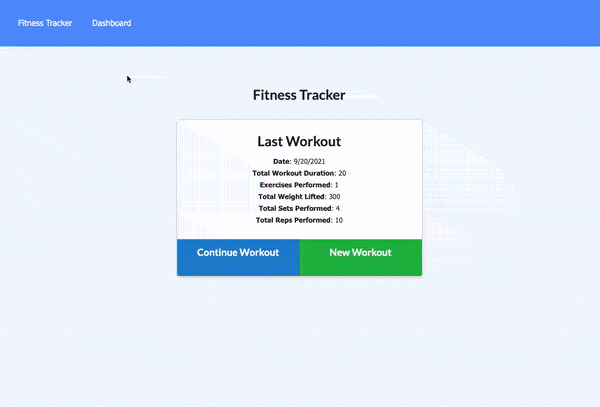 Fitness Tracker Dashboard
Fitness Tracker
Last Workout
Date: 9/20/2021
Total Workout Duration: 20
Exercises Performed: 1
Total Weight Lifted: 300
Total Sets Performed: 4
Total Reps Performed: 10
Continue Workout New Workout